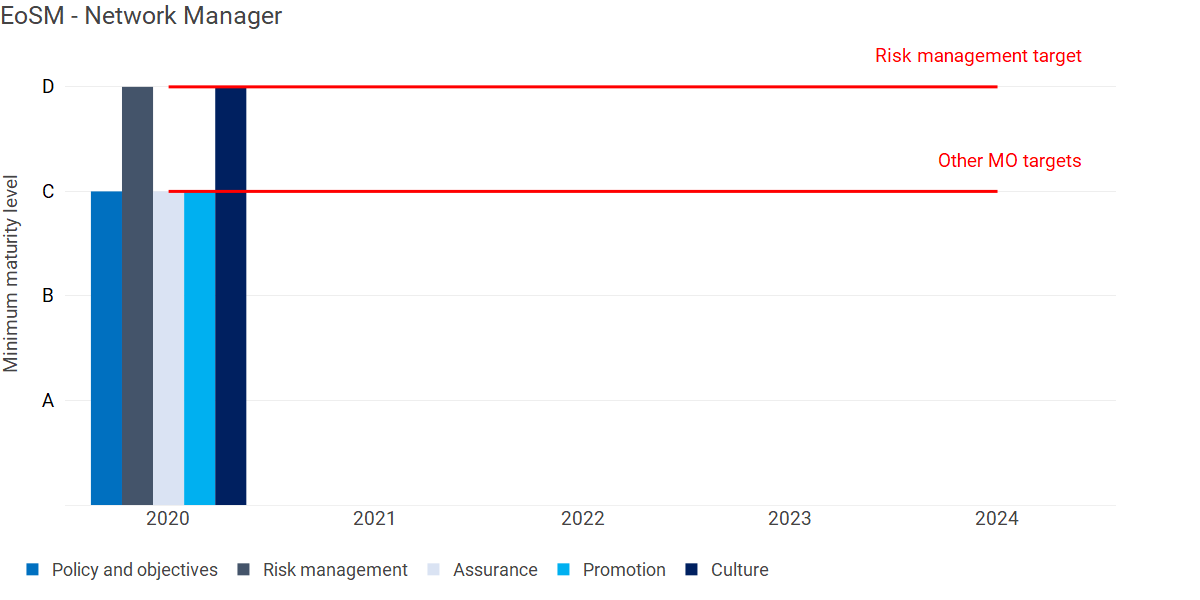 EoSM - Network Manager
Risk management target
Other MO targets
Minimum maturity level
D
C
B
A
2020 2021 2022 2023 2024
Policy and objectives Risk management Assurance Promotion Culture